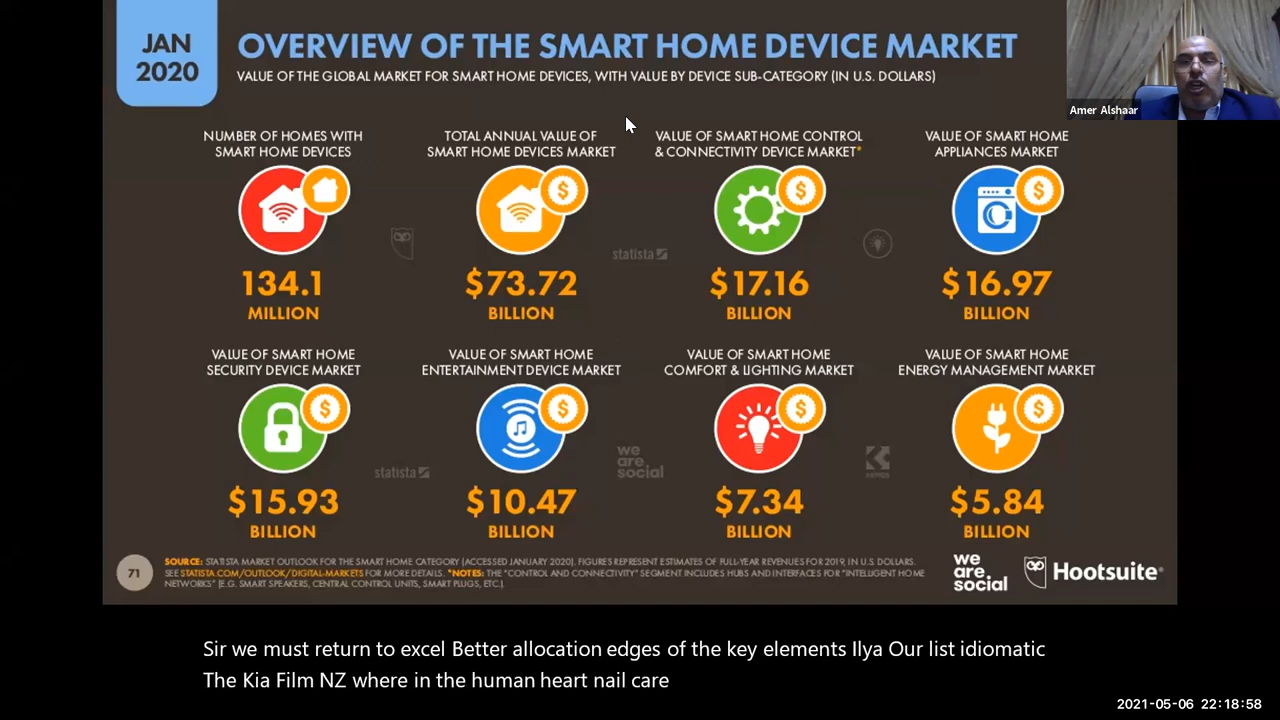 JAN
2020
OVERVIEW OF THE SMART HOME DEVICE MARKET
VALUE OF THE GLOBAL MARKET FOR SMART HOME DEVICES, WITH VALUE BY DEVICE SUB-CATEGORY (IN U.S. DOLLARS)
Amer Alshaar
NUMBER OF HOMES WITH
SMART HOME DEVICES
134.1
MILLION
TOTAL ANNUAL VALUE OF
SMART HOME DEVICES MARKET
$
$73.72
BILLION
VALUE OF SMART HOME CONTROL
& CONNECTIVITY DEVICE MARKET*
$
$17.16
BILLION
VALUE OF SMART HOME
APPLIANCES MARKET
$
$16.97
BILLION
statista
VALUE OF SMART HOME
SECURITY DEVICE MARKET
$
$15.93
BILLION
VALUE OF SMART HOME
ENTERTAINMENT DEVICE MARKET
$
$10.47
BILLION
VALUE OF SMART HOME
COMFORT & LIGHTING MARKET
$
$7.34
BILLION
VALUE OF SMART HOME
ENERGY MANAGEMENT MARKET
$
$5.84
BILLION
statista
we
are
social
KEPIOS
71
SOURCE: STATISTA MARKET OUTLOOK FOR THE SMART HOME CATEGORY (ACCESSED JANUARY 2020). FIGURES REPRESENT ESTIMATES OF FULL-YEAR REVENUES FOR 2019, IN U.S. DOLLARS.
SEE STATISTA.COM/OUTLOOK/DIGITAL-MARKETS FOR MORE DETAILS. *NOTES: THE "CONTROL AND CONNECTIVITY" SEGMENT INCLUDES HUBS AND INTERFACES FOR "INTELLIGENT HOME
NETWORKS" (E.G. SMART SPEAKERS, CENTRAL CONTROL UNITS, SMART PLUGS, ETC.).
we
are
social
Hootsuite®
Sir we must return to excel Better allocation edges of the key elements Ilya Our list idiomatic
The Kia Film NZ where in the human heart nail care
2021-05-06 22:18:58